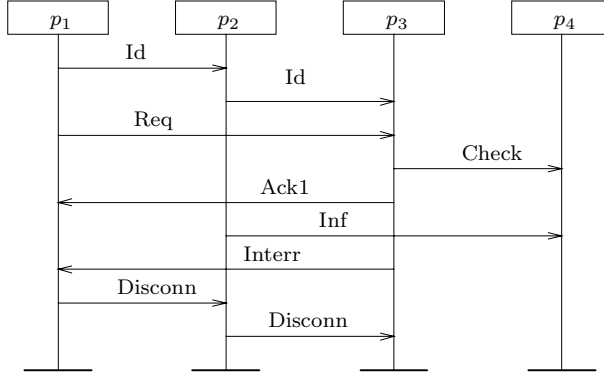 p1 p2 p3 p4
Id
Id
Req
Check
Ack1
Inf
Interr
Disconn
Disconn